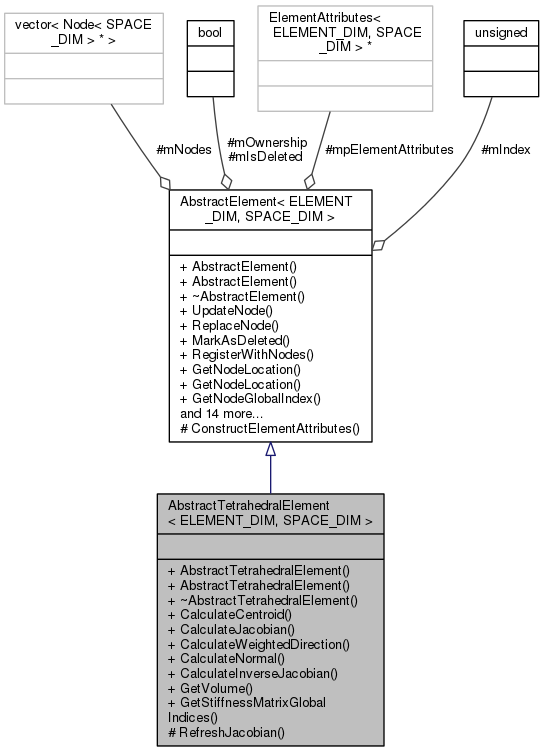 vector< Node< SPACE
_DIM > * >
bool
ElementAttributes<
ELEMENT_DIM, SPACE
_DIM > *
unsigned
#mNodes
#mOwnership
#mIsDeleted
#mpElementAttributes
#mIndex
AbstractElement< ELEMENT
_DIM, SPACE_DIM >
+ AbstractElement()
+ AbstractElement()
+ ~AbstractElement()
+ UpdateNode()
+ ReplaceNode()
+ MarkAsDeleted()
+ RegisterWithNodes()
+ GetNodeLocation()
+ GetNodeLocation()
+ GetNodeGlobalIndex()
and 14 more...
# ConstructElementAttributes()
AbstractTetrahedralElement
< ELEMENT_DIM, SPACE_DIM >
+ AbstractTetrahedralElement()
+ AbstractTetrahedralElement()
+ ~AbstractTetrahedralElement()
+ CalculateCentroid()
+ CalculateJacobian()
+ CalculateWeightedDirection()
+ CalculateNormal()
+ CalculateInverseJacobian()
+ GetVolume()
+ GetStiffnessMatrixGlobal
Indices()
# RefreshJacobian()